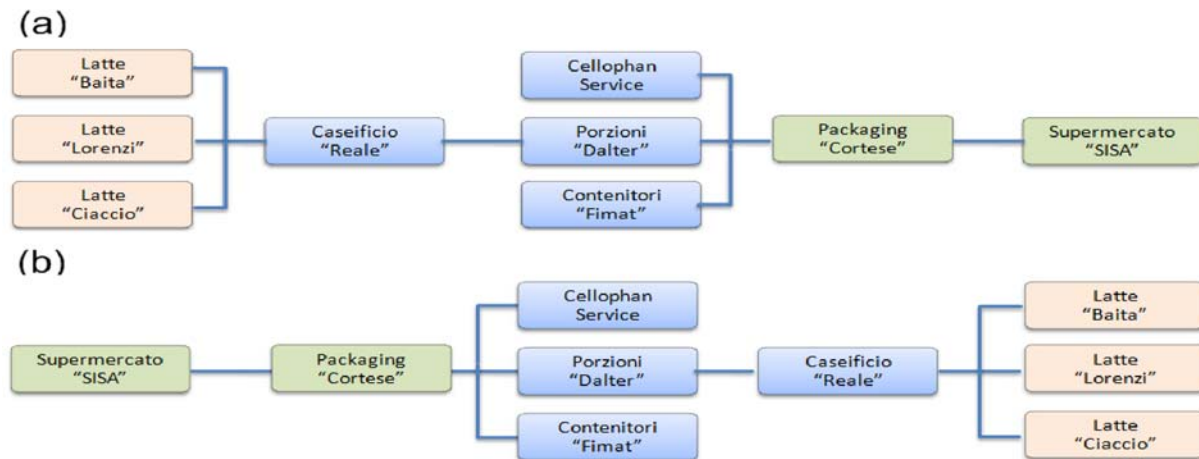 (a)
Latte
“Baita”
Latte
“Lorenzi”
Latte
“Ciaccio”
Caseificio
“Reale”
Cellophan
Service
Porzioni
“Dalter”
Contenitori
“Fimat”
Packaging
“Cortese”
Supermercato
“SISA”
(b)
Supermercato
“SISA”
Packaging
“Cortese”
Cellophan
Service
Porzioni
“Dalter”
Contenitori
“Fimat”
Caseificio
“Reale”
Latte
“Baita”
Latte
“Lorenzi”
Latte
“Ciaccio”